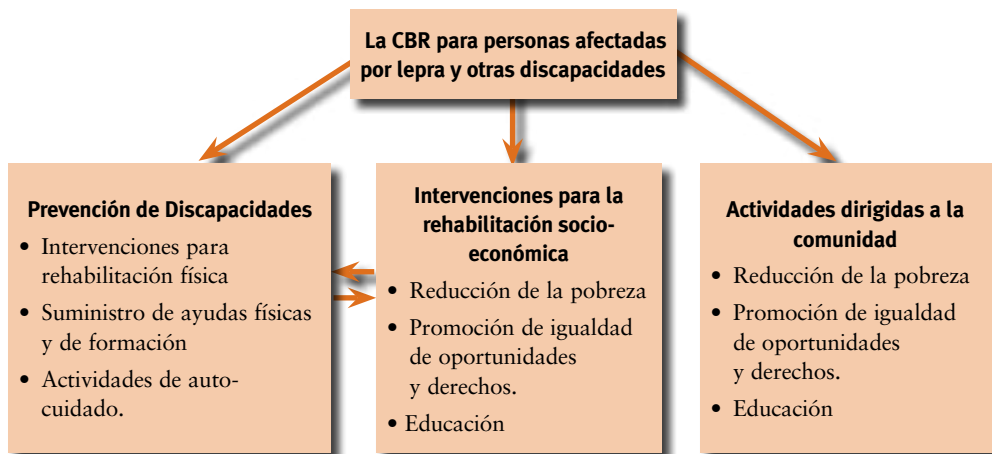 La CBR para personas afectadas
por lepra y otras discapacidades
Prevención de Discapacidades
• Intervenciones para
rehabilitación física
• Suministro de ayudas físicas
y de formación
• Actividades de auto-
cuidado.
Intervenciones para la
rehabilitación socio-
económica
• Reducción de la pobreza
• Promoción de igualdad
de oportunidades
y derechos.
• Educación
Actividades dirigidas a la
comunidad
• Reducción de la pobreza
• Promoción de igualdad
de oportunidades
y derechos.
• Educación